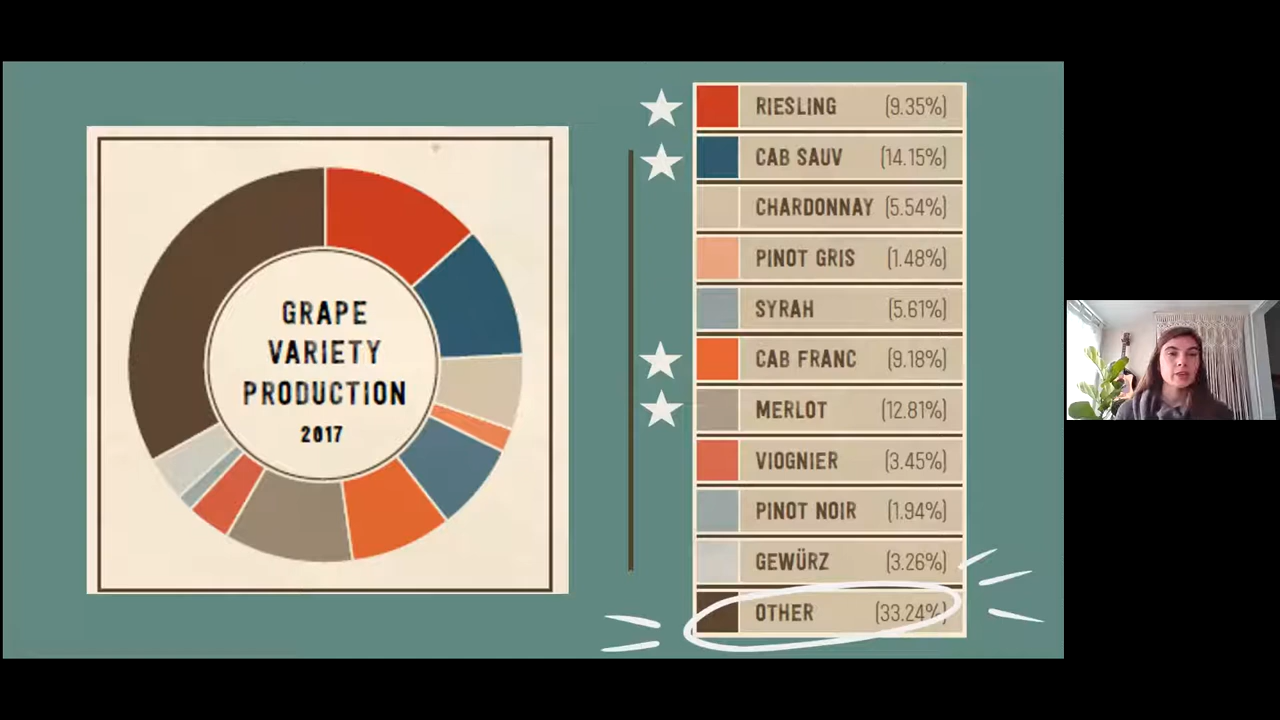 GRAPE
VARIETY
PRODUCTION
2017
RIESLING (9.35%)
CAB SAUV (14.15%)
CHARDONNAY (5.54%)
PINOT GRIS (1.48%)
SYRAH (5.61%)
CAB FRANC (9.18%)
MERLOT (12.81%)
VIOGNIER (3.45%)
PINOT NOIR (1.94%)
GEWÜRZ (3.26%)
OTHER (33.24%)